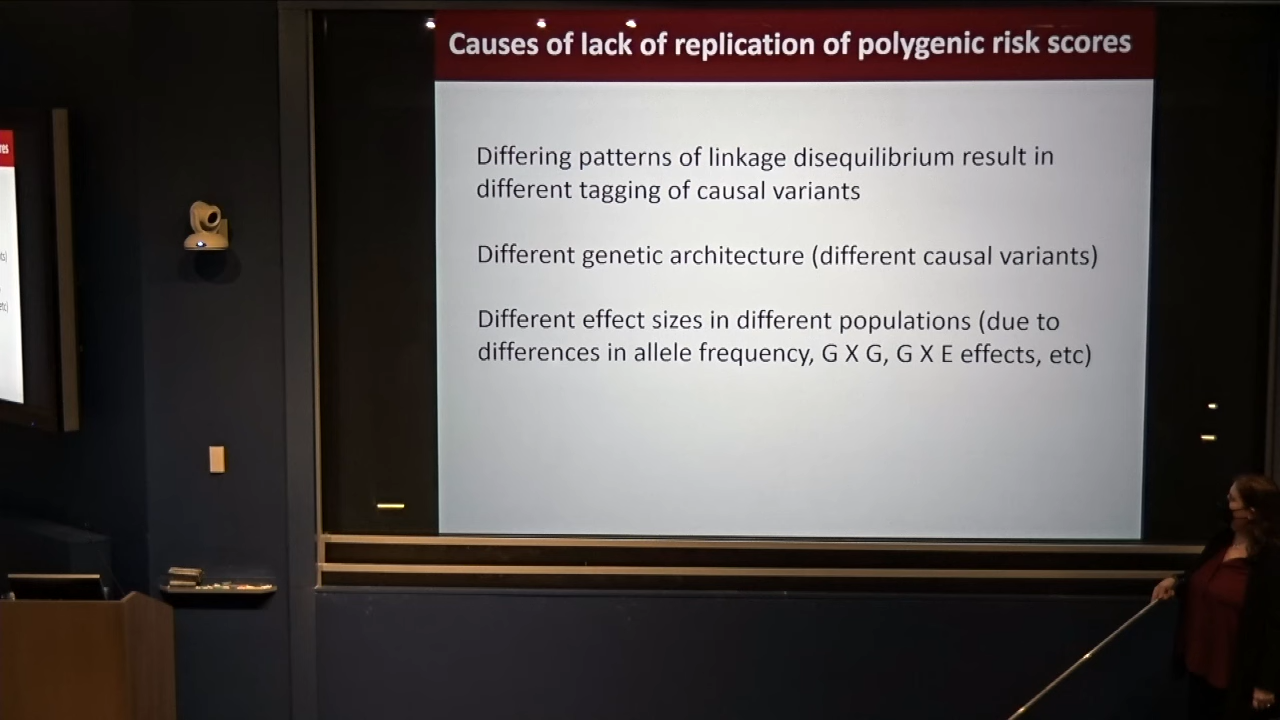 Causes of lack of replication of polygenic risk scores
Differing patterns of linkage disequilibrium result in
different tagging of causal variants
Different genetic architecture (different causal variants)
Different effect sizes in different populations (due to
differences in allele frequency, G X G, G X E effects, etc)